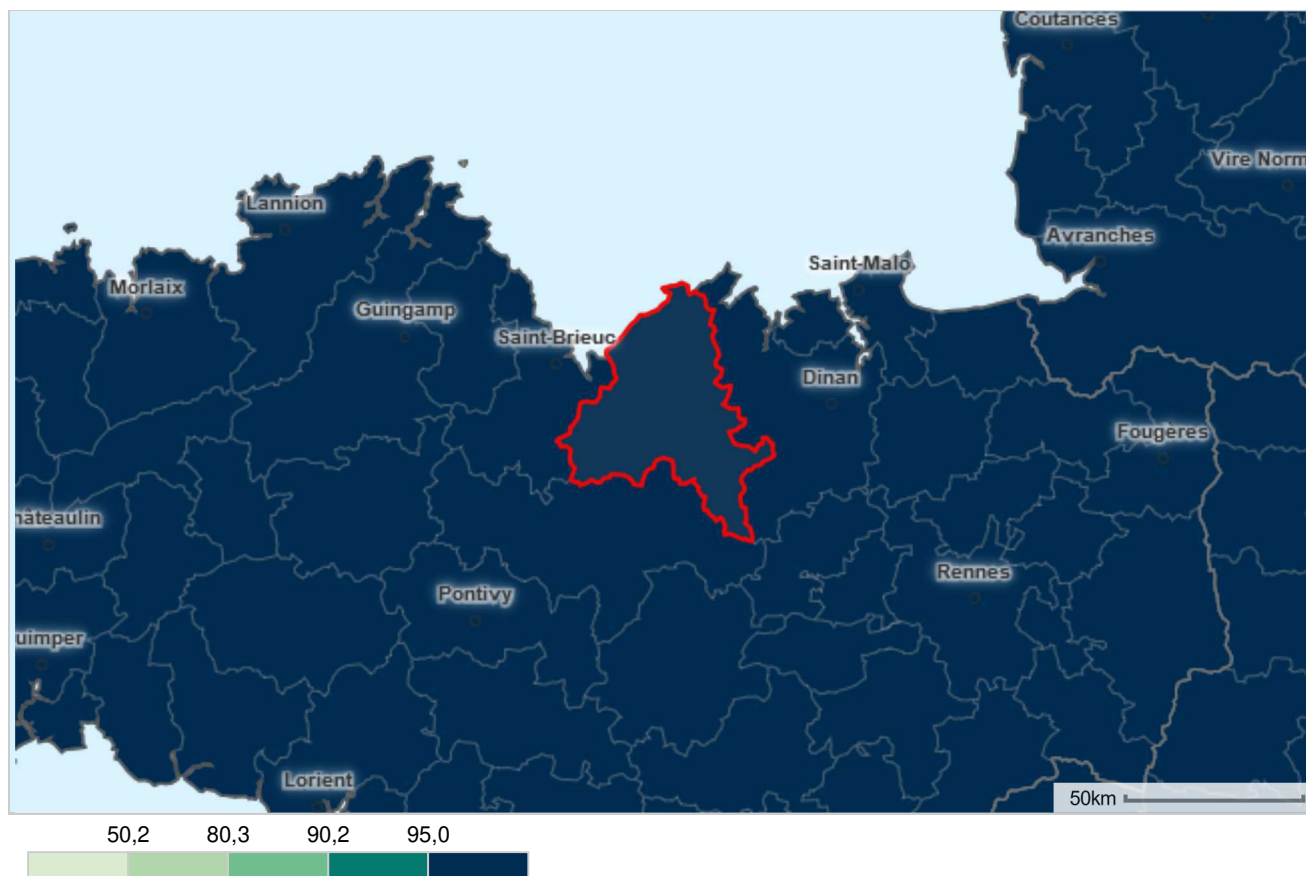 Coutances
Vire Norm
Lannion
Avranches
Saint-Malo
Morlaix
Guingamp
Saint-Brieuc
Dinan
Fougères
hâteaulin
Rennes
Pontivy
uimper
Lorient
50km
50,2 80,3 90,2 95,0